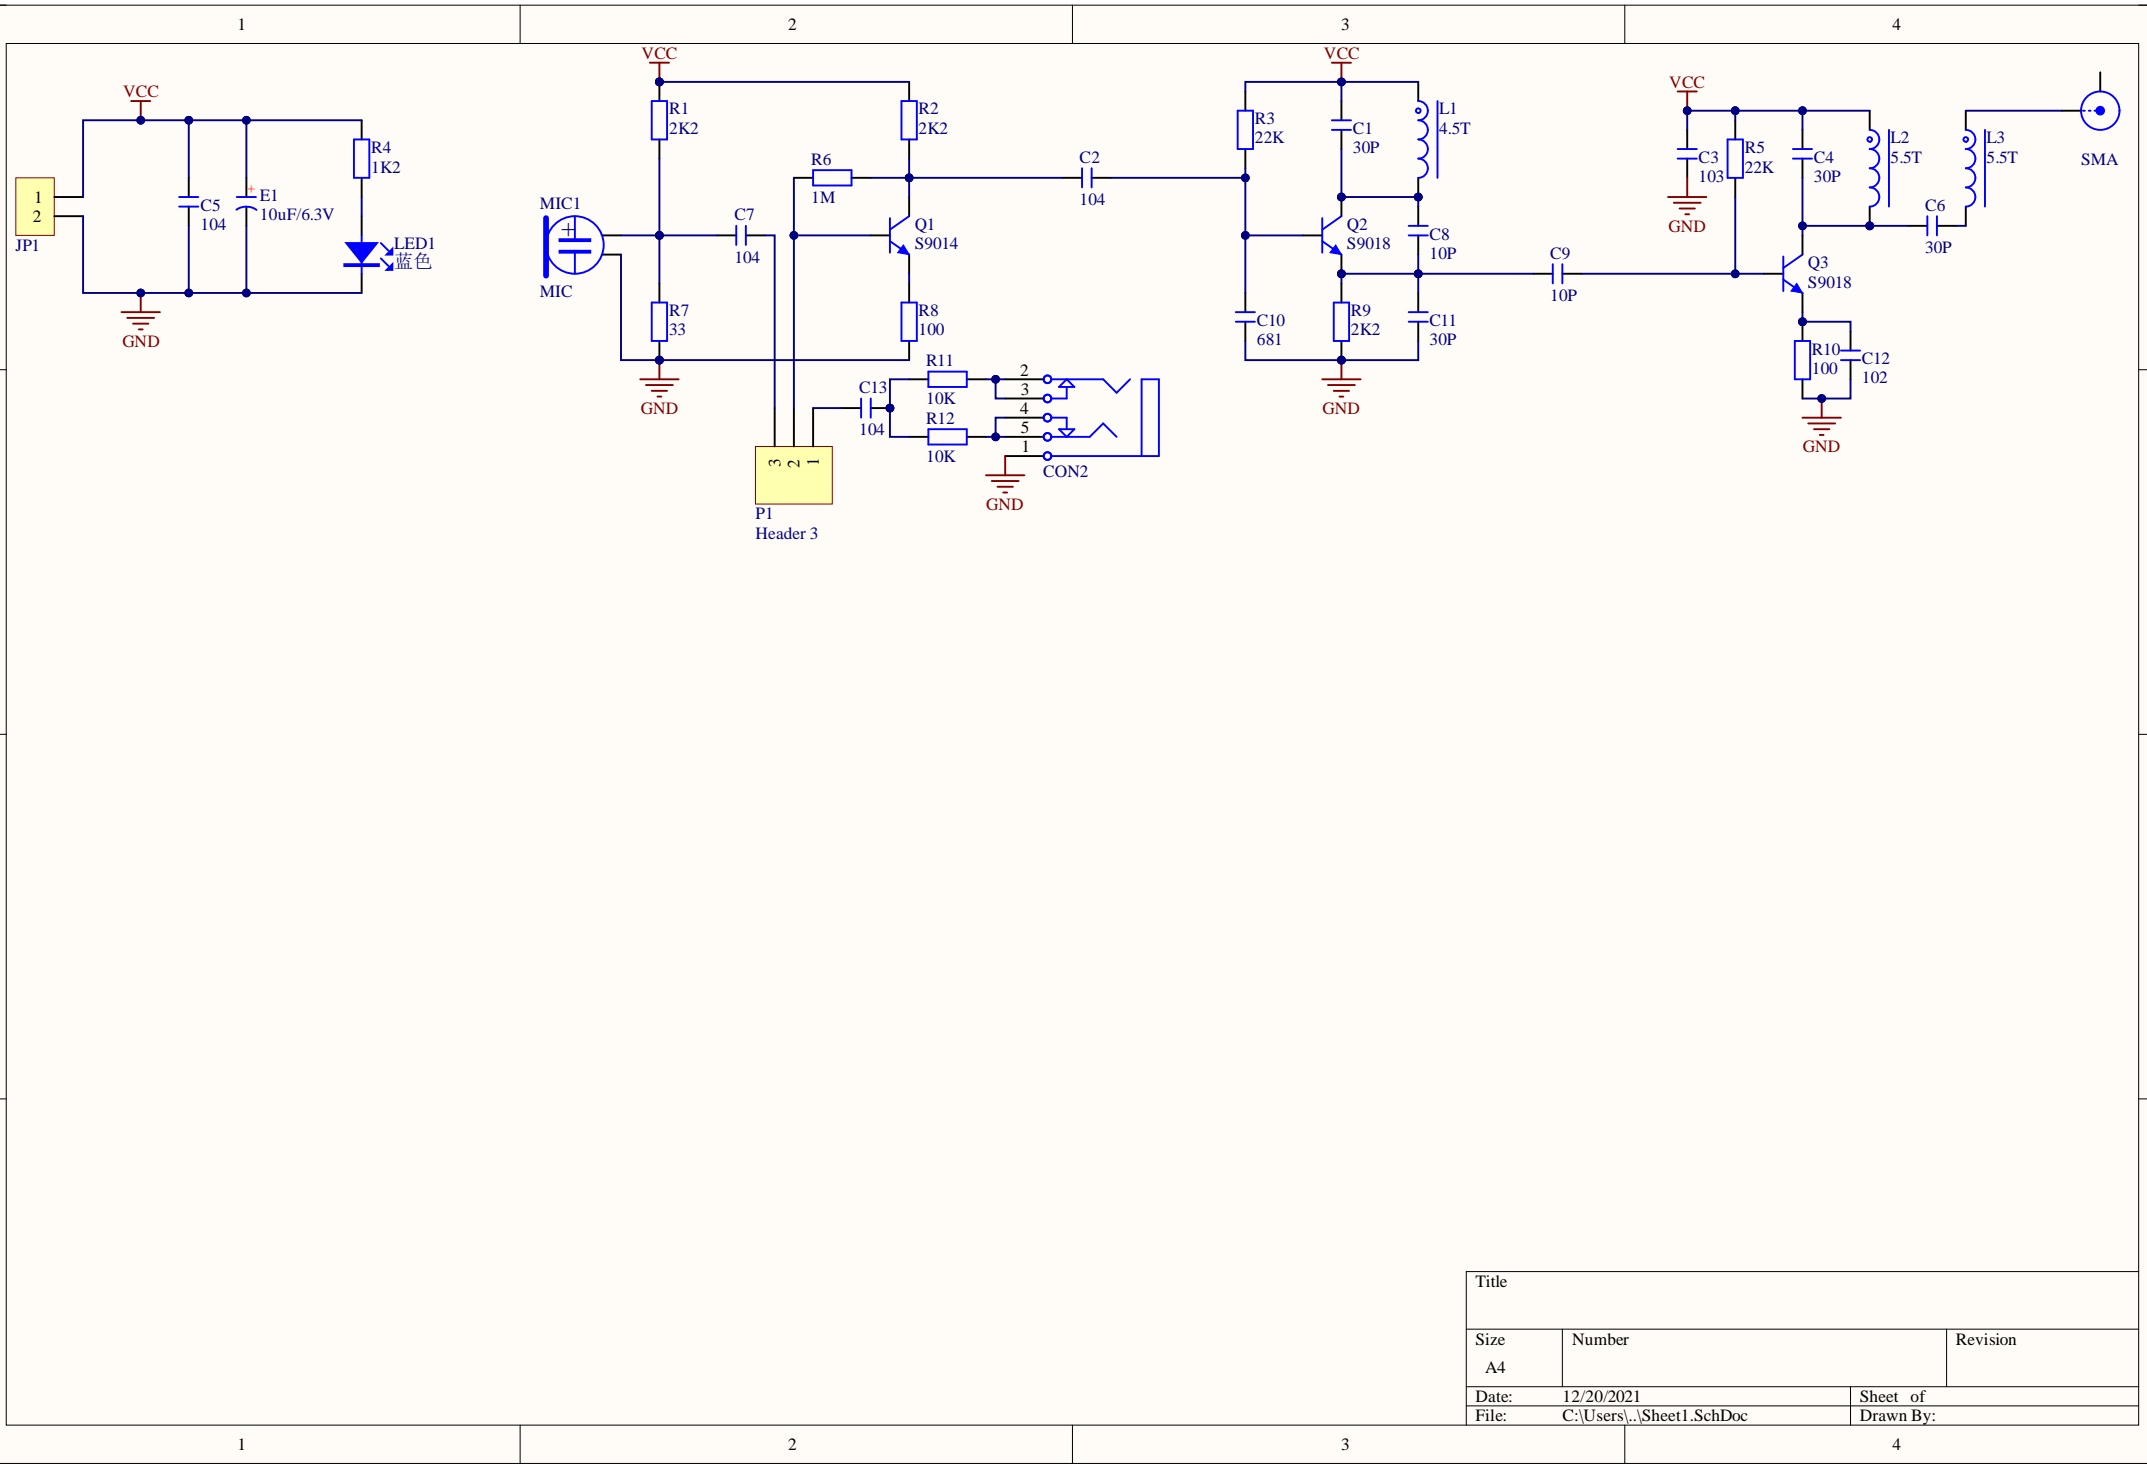 1
2
3
4
VCC
R4
1K2
1
2
JP1
C5
104
+
E1
10uF/6.3V
LED1
蓝色
GND
VCC
R1
2K2
R2
2K2
R6
1M
MIC1
MIC
C7
104
Q1
S9014
R7
33
R8
100
GND
C2
104
C13
104
R11
10K
R12
10K
2
3
4
5
1
CON2
GND
3
2
1
P1
Header 3
VCC
R3
22K
C1
30P
L1
4.5T
Q2
S9018
C8
10P
C10
681
R9
2K2
C11
30P
GND
C9
10P
VCC
C3
103
GND
R5
22K
C4
30P
L2
5.5T
L3
5.5T
C6
30P
SMA
Q3
S9018
R10
100
C12
102
GND
Title
Size
Number
Revision
A4
Date:
12/20/2021
Sheet of
File:
C:\Users\..\Sheet1.SchDoc
Drawn By:
1
2
3
4